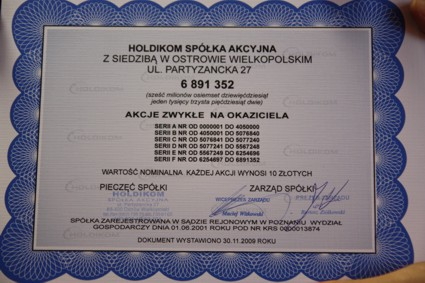 HOLDIKOM SPÓŁKA AKCYJNA
Z SIEDZIBĄ W OSTROWIE WIELKOPOLSKIM
UL. PARTYZANCKA 27
6 891 352
(sześć milionów osiemset dziewięćdziesiąt
jeden tysięcy trzysta pięćdziesiąt dwie)
AKCJE ZWYKŁE NA OKAZICIELA
SERII A NR OD 0000001 DO 4050000
SERII B NR OD 4050001 DO 5076840
SERII C NR OD 5076841 DO 5077240
SERII D NR OD 5077241 DO 5567248
SERII E NR OD 5567249 DO 6254696
SERII F NR OD 6254697 DO 6891352
WARTOŚĆ NOMINALNA KAŻDEJ AKCJI WYNOSI 10 ZŁOTYCH
PIECZĘĆ SPÓŁKI ZARZĄD SPÓŁKI
HOLDIKOM
SPÓŁKA AKCYJNA
WICEPREZES ZARZĄDU
Maciej
SPÓŁKA ZAREJESTROWANA W SĄDZIE REJONOWYM W POZNANIU WYDZIAŁ
GOSPODARCZY DNIA 01.06.2001 ROKU POD NR KRS 0000013874
DOKUMENT WYSTAWIONO 30.11.2009 ROKU